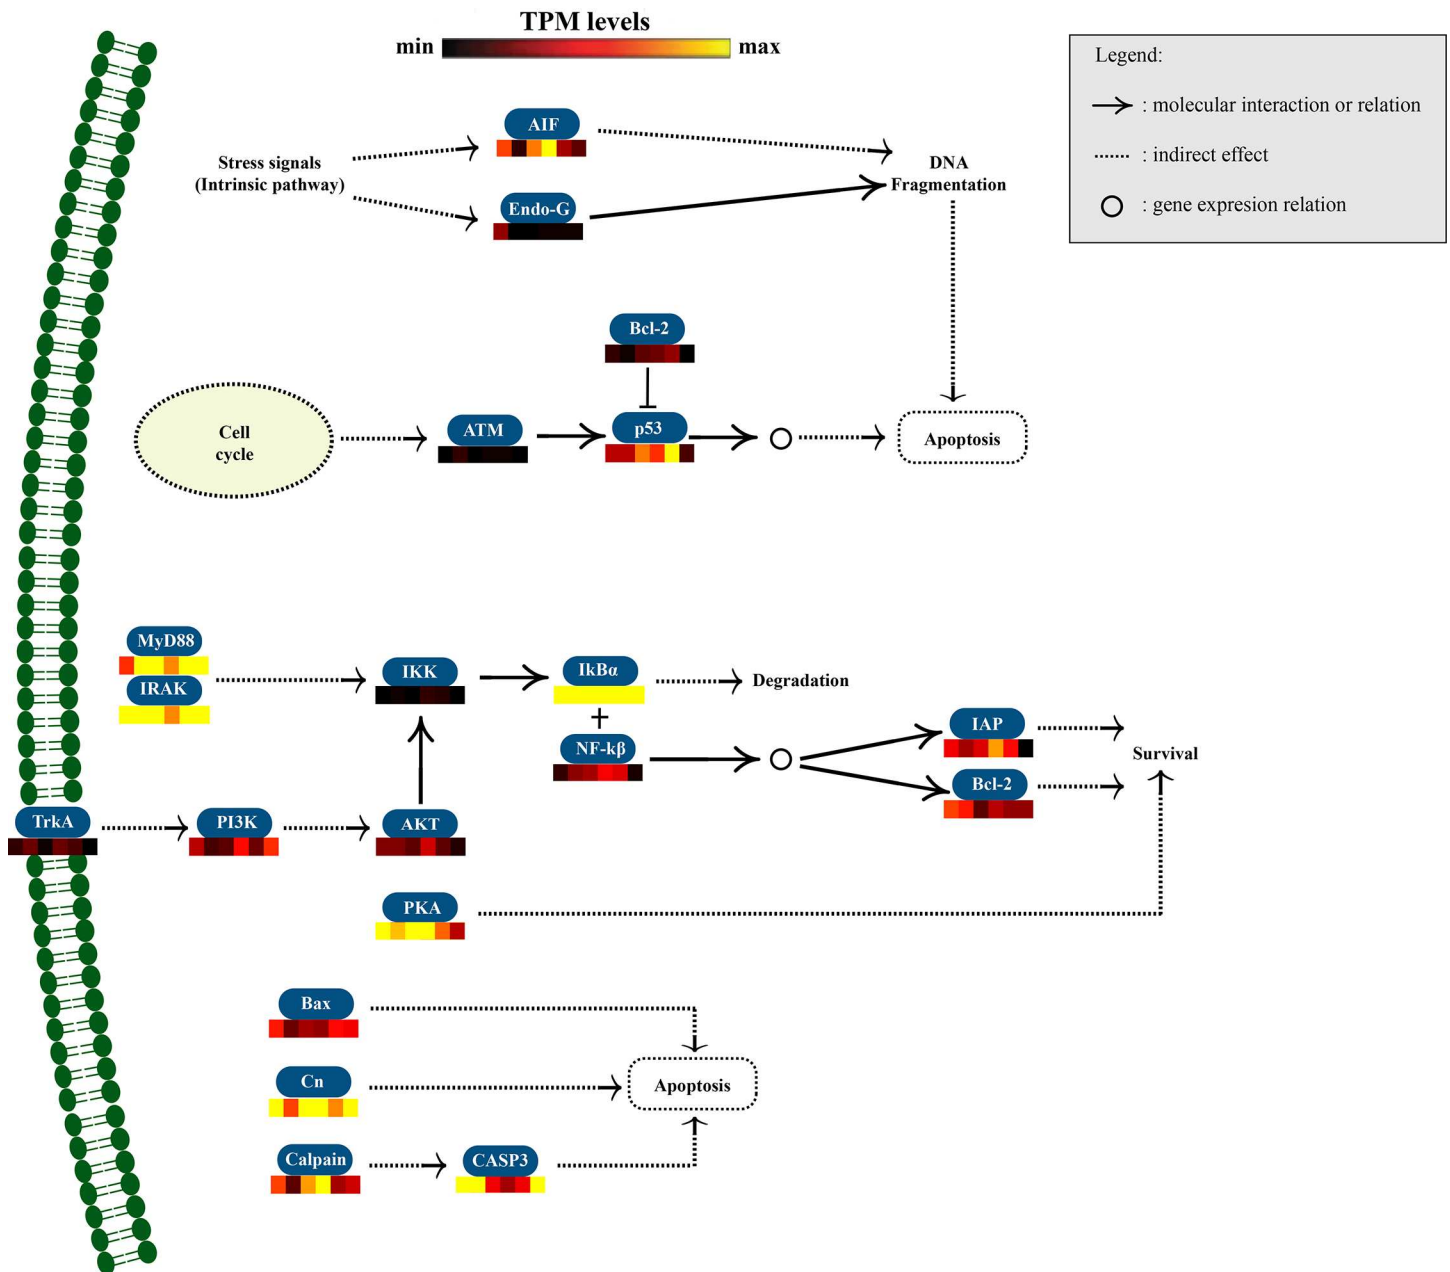 TPM levels
min max
Legend:
: molecular interaction or relation
: indirect effect
: gene expresion relation
AIF
Stress signals
(Intrinsic pathway)
DNA
Fragmentation
Endo-G
Bcl-2
Cell
cycle
ATM
p53
Apoptosis
MyD88
IRAK
IKK
IkBα
Degradation
+
NF-kβ
IAP
Survival
Bcl-2
TrkA
PI3K
AKT
PKA
Bax
Cn
Apoptosis
Calpain
CASP3